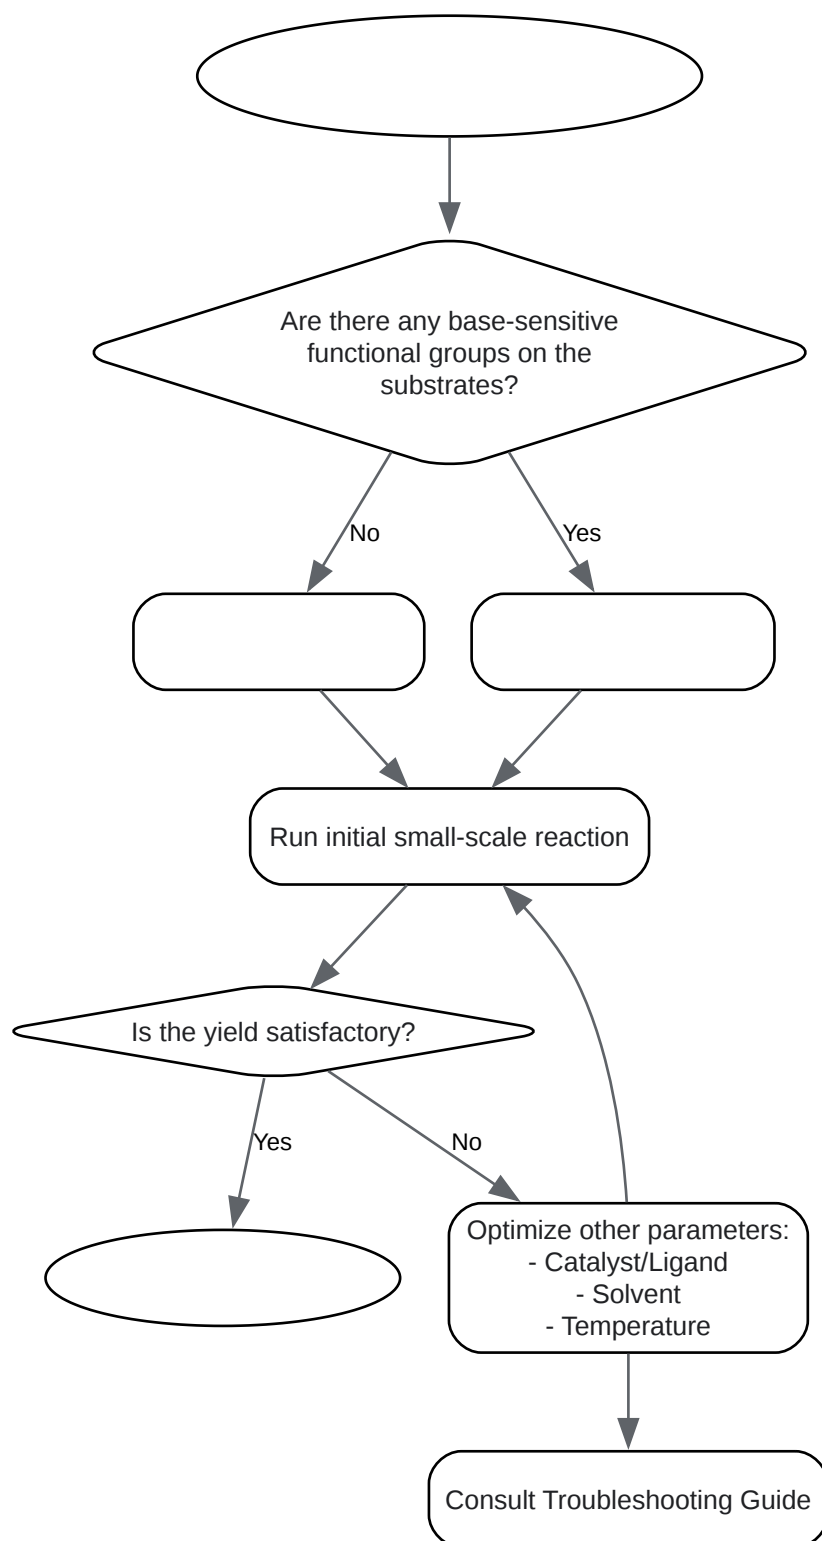 Are there any base-sensitive
functional groups on the
substrates?
No
Yes
Run initial small-scale reaction
Is the yield satisfactory?
Yes
No
Optimize other parameters:
- Catalyst/Ligand
- Solvent
- Temperature
Consult Troubleshooting Guide